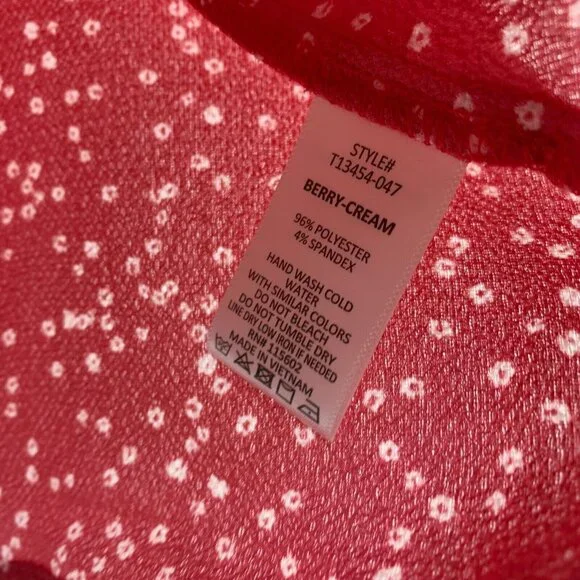 STYLE#
T13454-047
BERRY-CREAM
96% POLYESTER
4% SPANDEX
HAND WASH COLD
WATER
WITH SIMILAR COLORS
DO NOT BLEACH
DO NOT TUMBLE DRY
LINE DRY LOW IRON IF NEEDED
RN# 115602
MADE IN VIETNAM